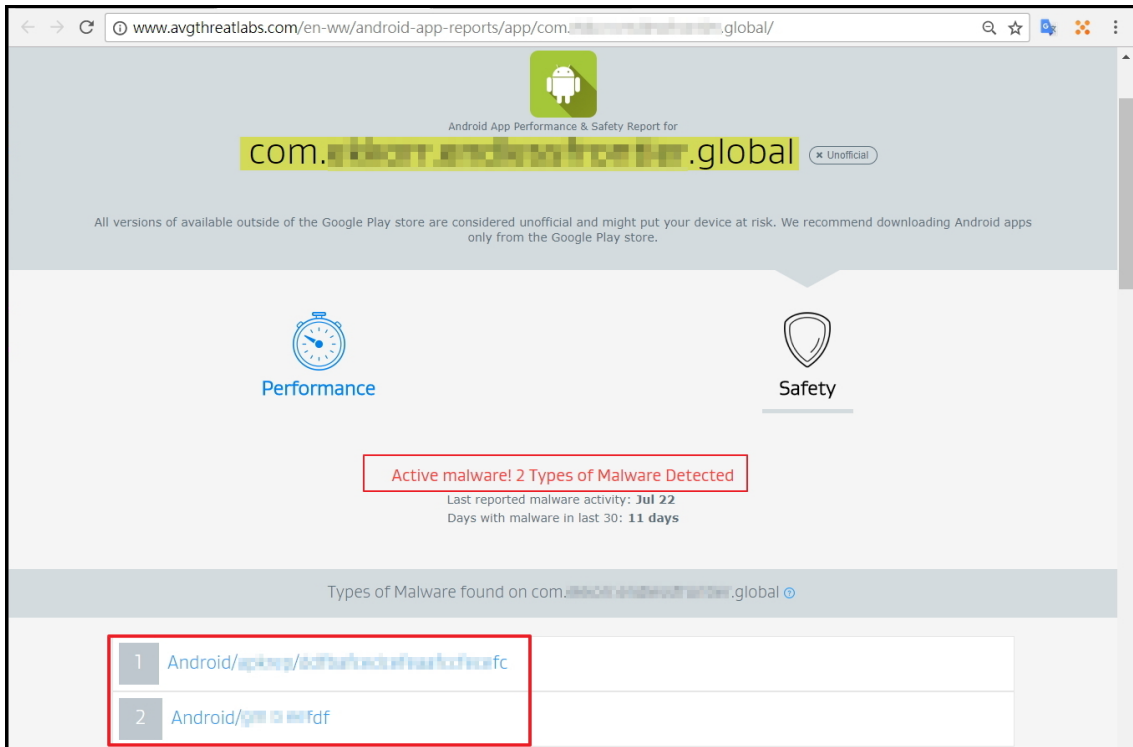 www.avgthreatlabs.com/en-ww/android-app-reports/app/com. .global/
Android App Performance & Safety Report for
com. .global × Unofficial
All versions of available outside of the Google Play store are considered unofficial and might put your device at risk. We recommend downloading Android apps
only from the Google Play store.
Performance
Safety
Active malware! 2 Types of Malware Detected
Last reported malware activity: Jul 22
Days with malware in last 30: 11 days
Types of Malware found on com. .global ?
1 Android/ / fc
2 Android/ fdf